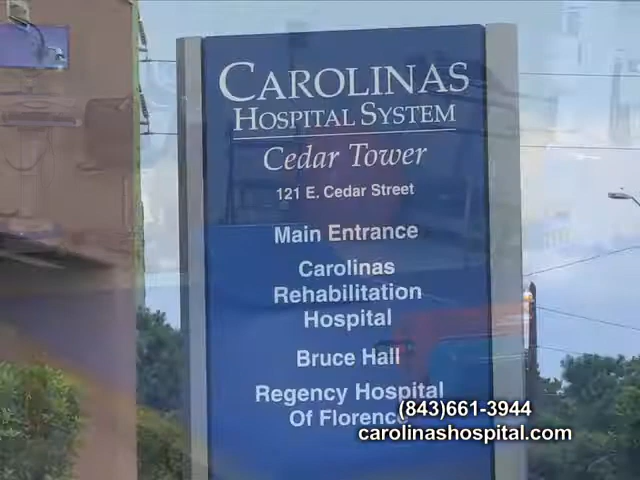 CAROLINAS
HOSPITAL SYSTEM
Cedar Tower
121 E. Cedar Street
Main Entrance
Carolinas
Rehabilitation
Hospital
Bruce Hall
Regency Hospital
Of Florence
(843)661-3944
carolinashospital.com